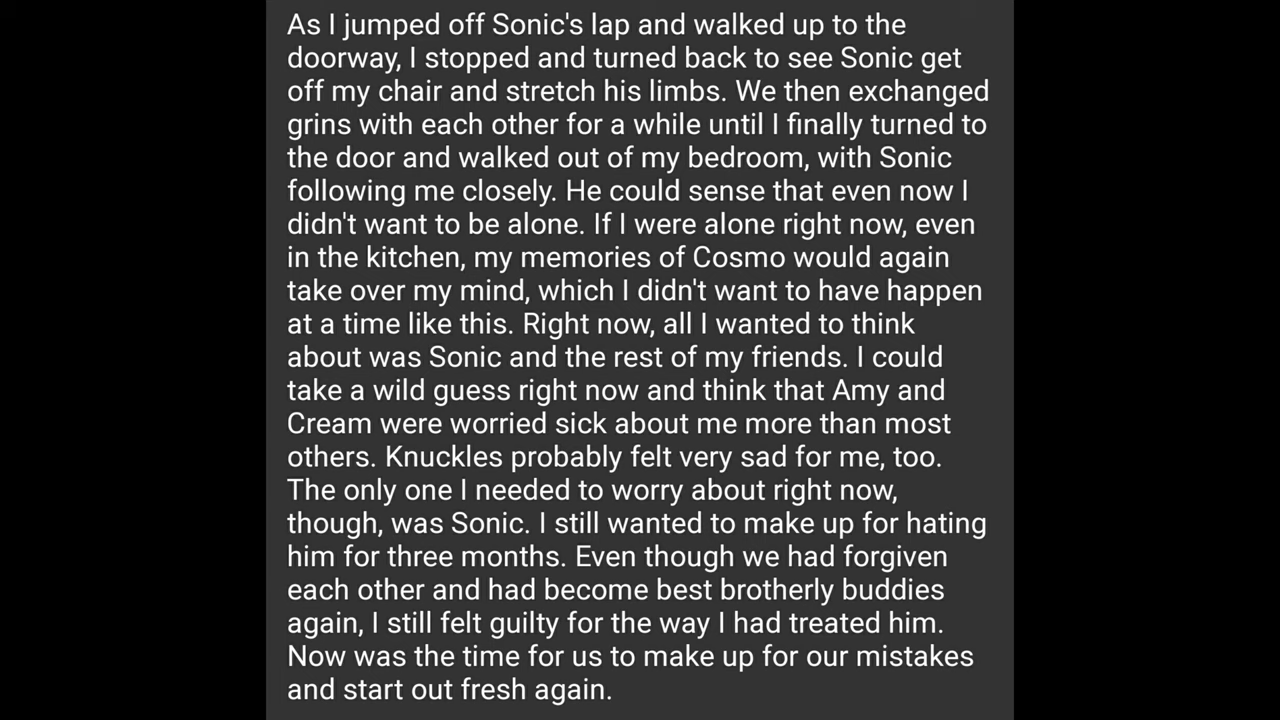 As I jumped off Sonic's lap and walked up to the
doorway, I stopped and turned back to see Sonic get
off my chair and stretch his limbs. We then exchanged
grins with each other for a while until I finally turned to
the door and walked out of my bedroom, with Sonic
following me closely. He could sense that even now I
didn't want to be alone. If I were alone right now, even
in the kitchen, my memories of Cosmo would again
take over my mind, which I didn't want to have happen
at a time like this. Right now, all I wanted to think
about was Sonic and the rest of my friends. I could
take a wild guess right now and think that Amy and
Cream were worried sick about me more than most
others. Knuckles probably felt very sad for me, too.
The only one I needed to worry about right now,
though, was Sonic. I still wanted to make up for hating
him for three months. Even though we had forgiven
each other and had become best brotherly buddies
again, I still felt guilty for the way I had treated him.
Now was the time for us to make up for our mistakes
and start out fresh again.